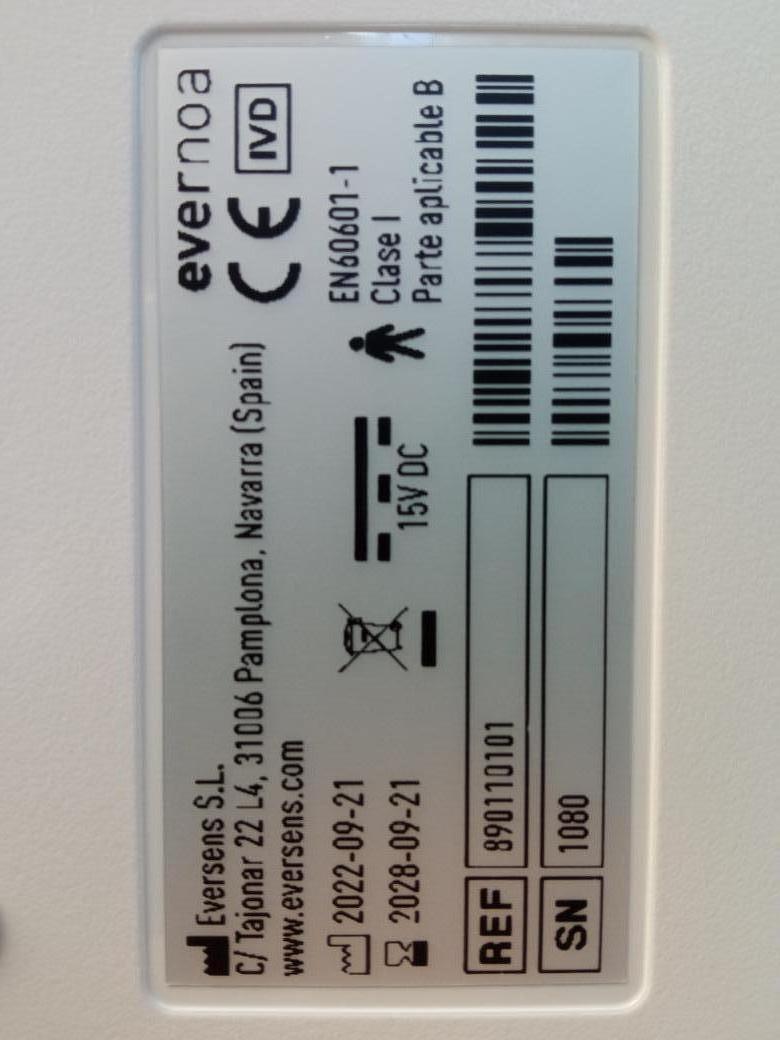 Eversens S.L.
C/ Tajonar 22 L4, 31006 Pamplona, Navarra (Spain)
www.eversens.com
evernoa
CE IVD
2022-09-21
2028-09-21
15V DC
EN60601-1
Clase I
Parte aplicable B
REF 890110101
SN 1080